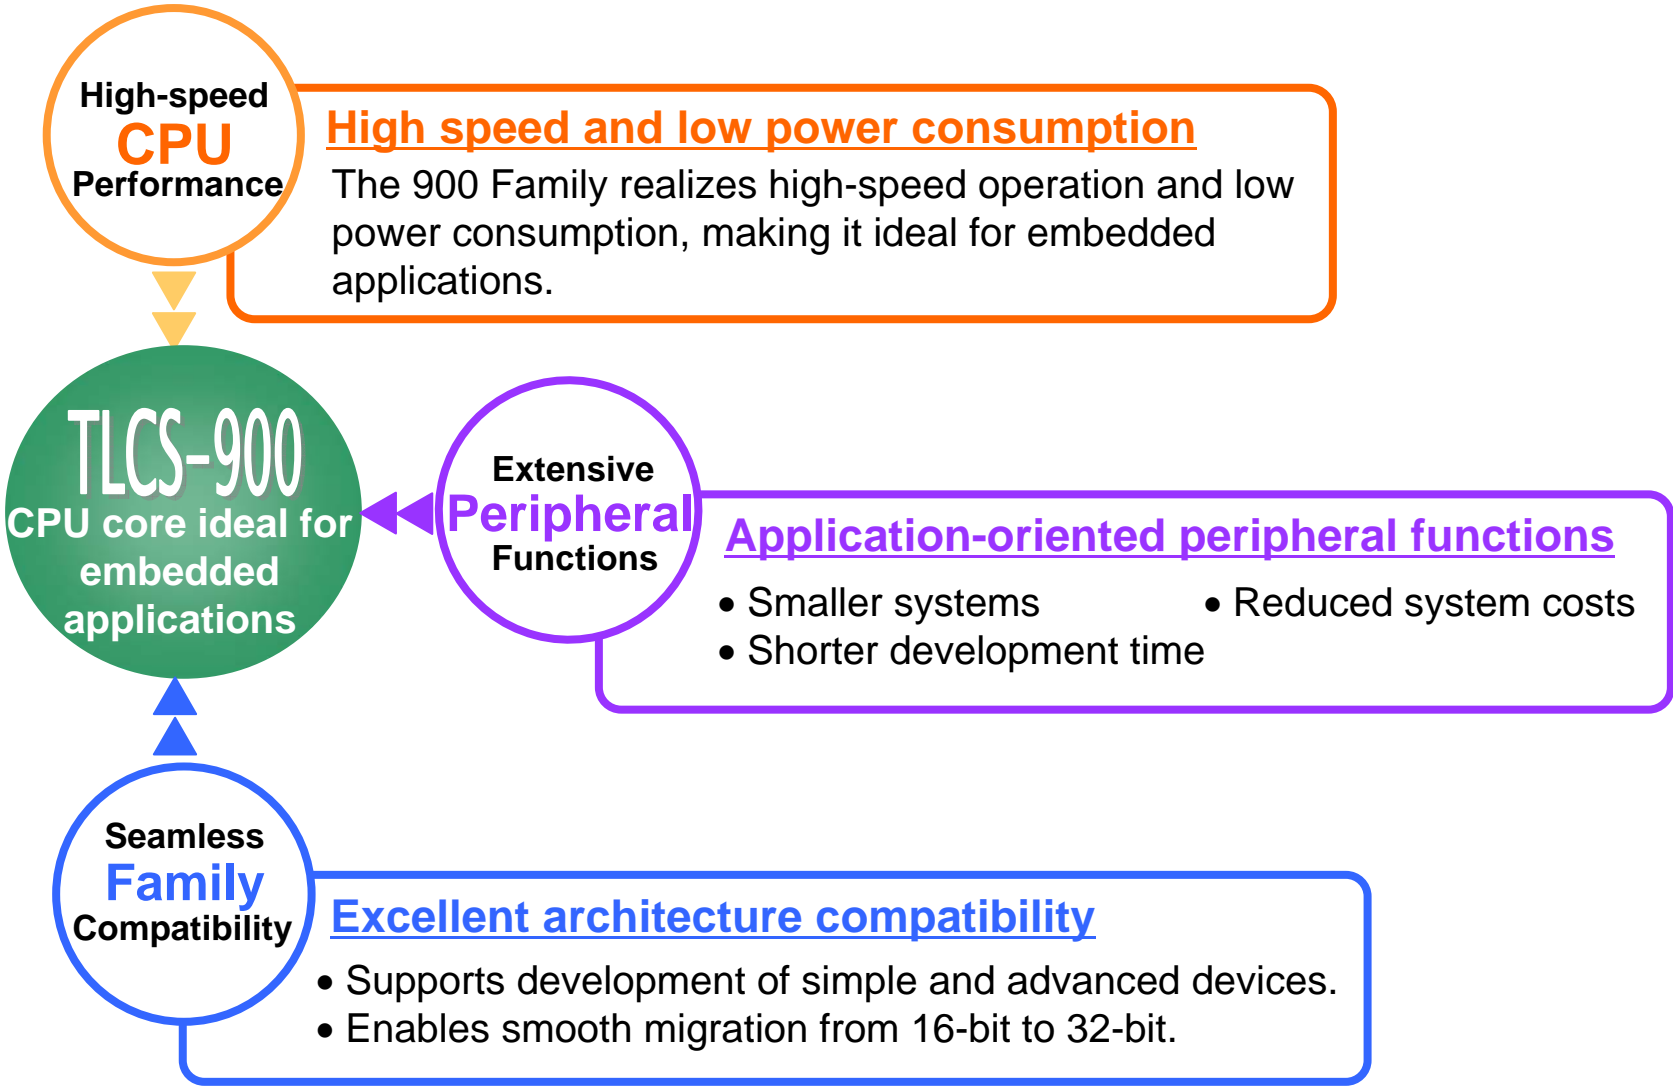 High-speed
CPU
Performance
High speed and low power consumption
The 900 Family realizes high-speed operation and low
power consumption, making it ideal for embedded
applications.
TLCS-900
CPU core ideal for
embedded
applications
Extensive
Peripheral
Functions
Application-oriented peripheral functions
• Smaller systems • Reduced system costs
• Shorter development time
Seamless
Family
Compatibility
Excellent architecture compatibility
• Supports development of simple and advanced devices.
• Enables smooth migration from 16-bit to 32-bit.